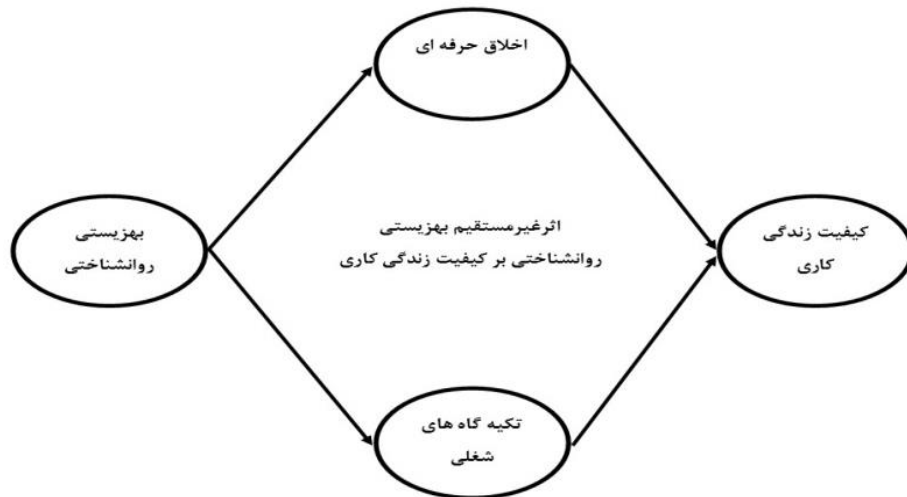 اخلاق حرفه ای
بهزیستی
روانشناختی
اثرغیرمستقیم بهزیستی
روانشناختی بر کیفیت زندگی کاری
کیفیت زندگی
کاری
تکیه گاه های
شغلی